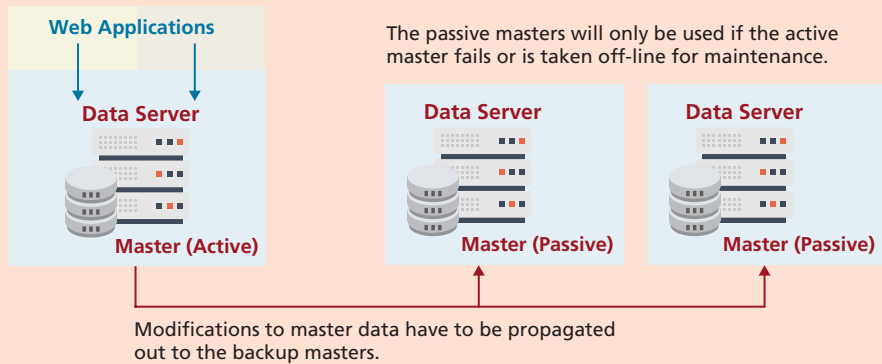 Web Applications
The passive masters will only be used if the active
master fails or is taken off-line for maintenance.
Data Server
Master (Active)
Data Server
Master (Passive)
Data Server
Master (Passive)
Modifications to master data have to be propagated
out to the backup masters.